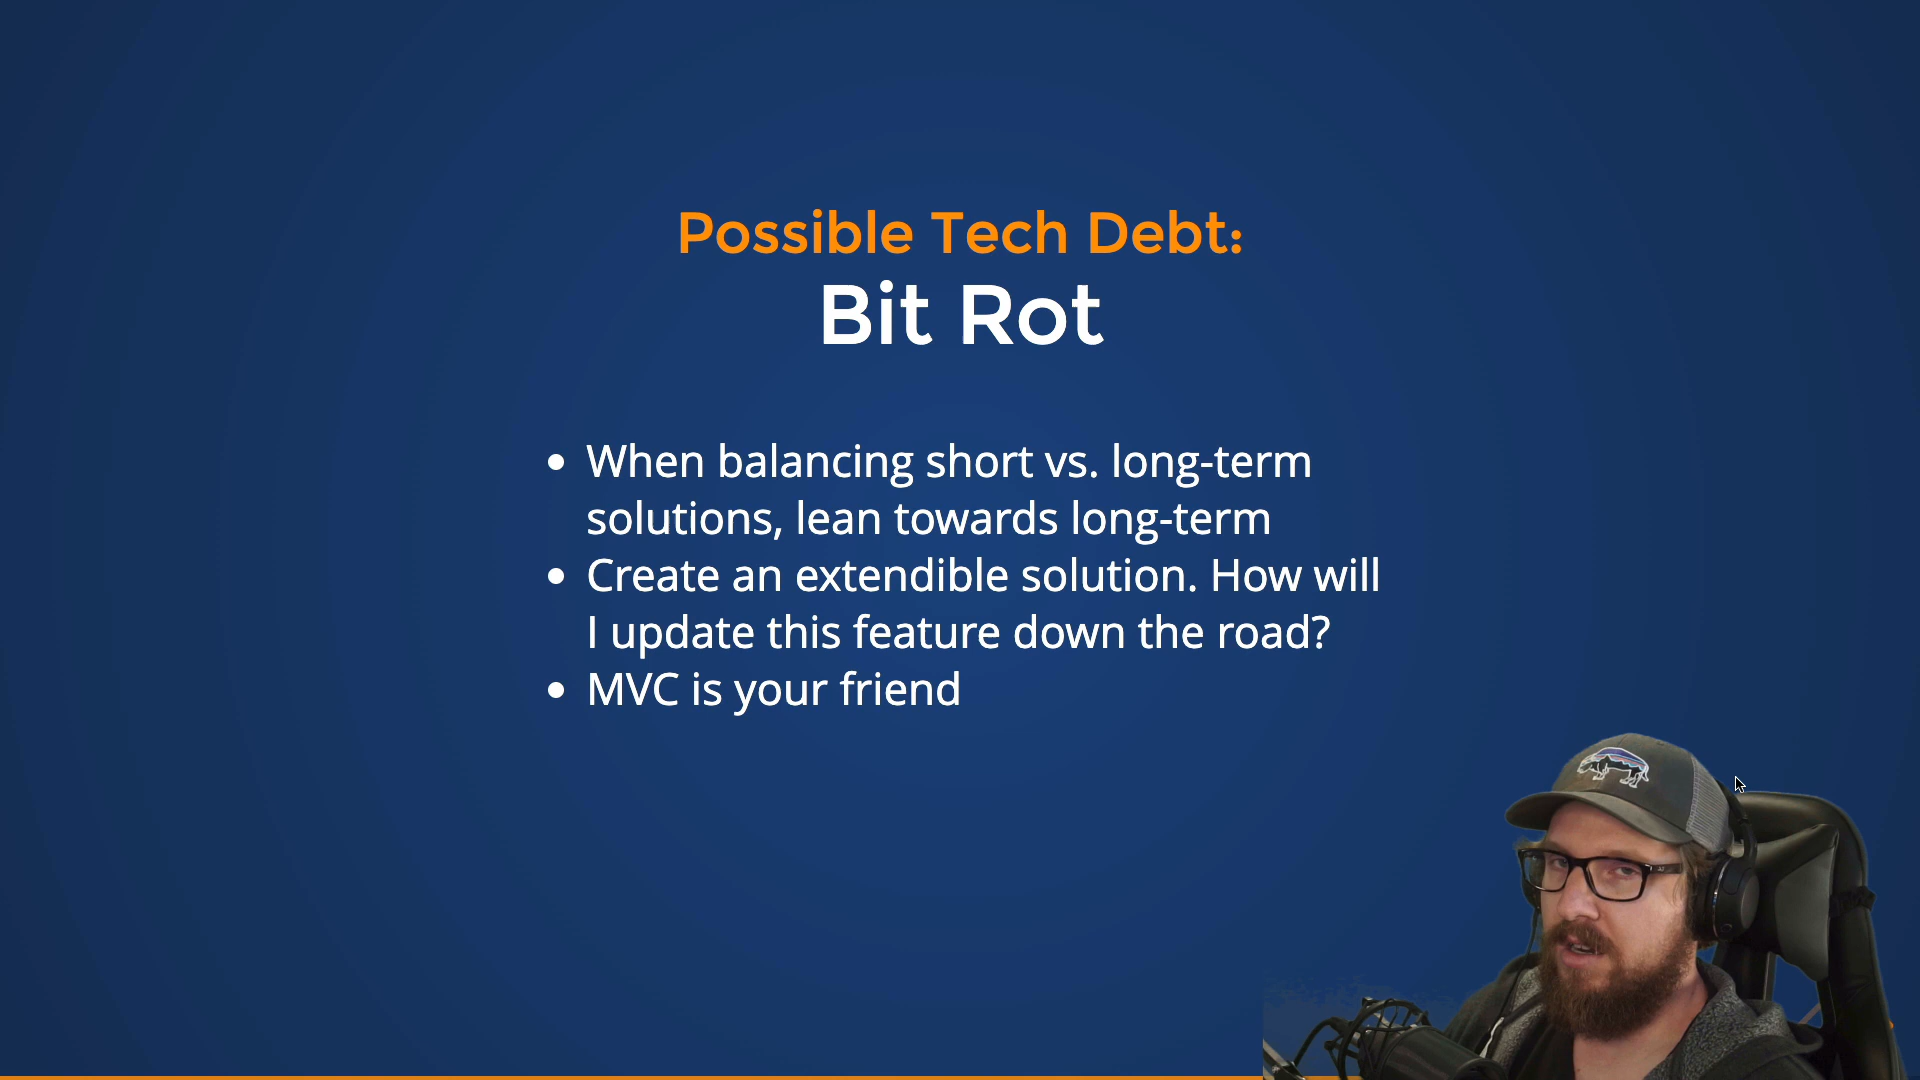 Possible Tech Debt:
Bit Rot
• When balancing short vs. long-term
solutions, lean towards long-term
• Create an extendible solution. How will
I update this feature down the road?
• MVC is your friend